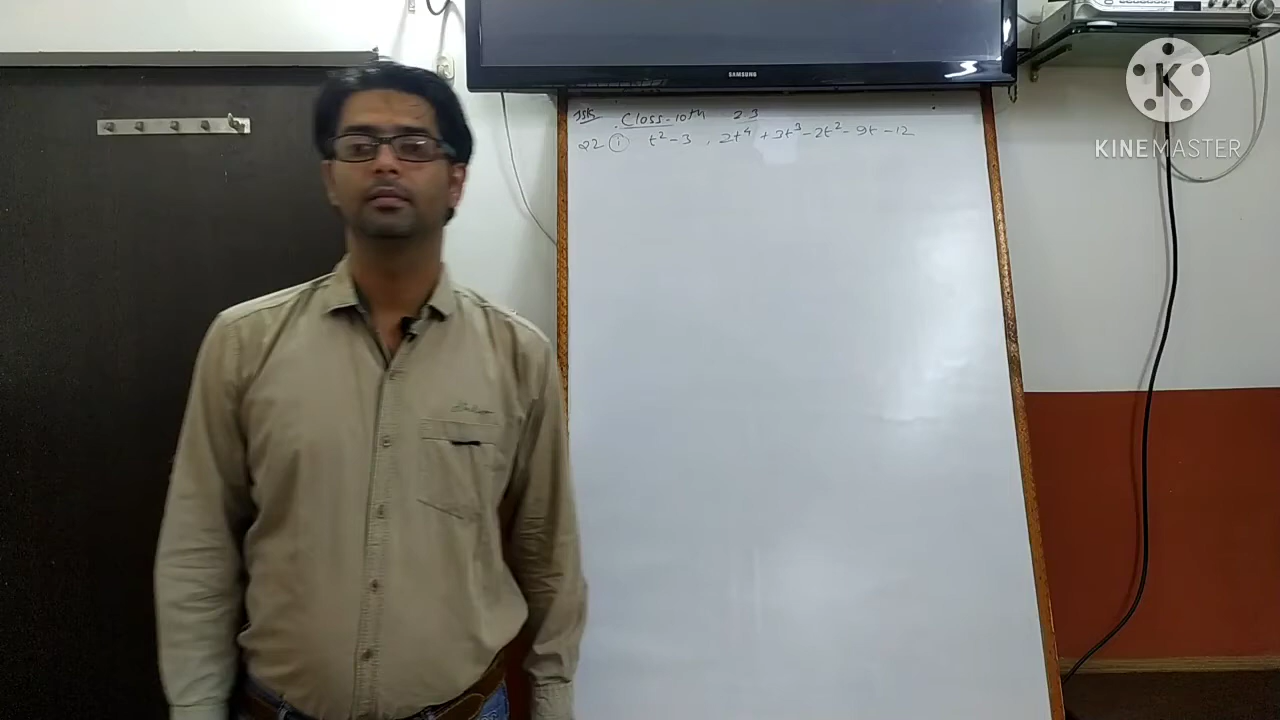 SAMSUNG
Class-10th 2.3
Q2 (i) t²-3, 2t⁴+3t³-2t²-9t-12
K
KINEMASTER